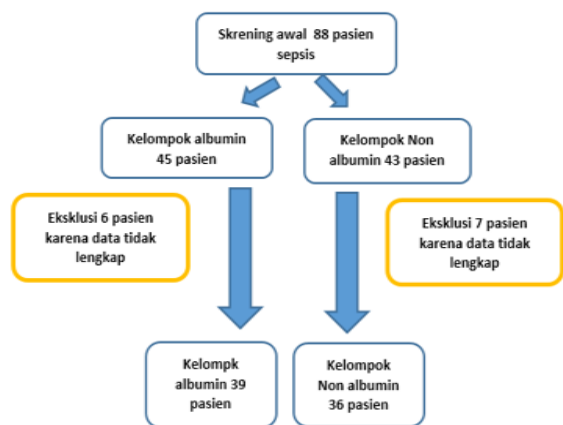 Skrening awal 88 pasien
sepsis
Kelompok albumin
45 pasien
Kelompok Non
albumin 43 pasien
Eksklusi 6 pasien
karena data tidak
lengkap
Eksklusi 7 pasien
karena data tidak
lengkap
Kelompk
albumin 39
pasien
Kelompok
Non albumin
36 pasien